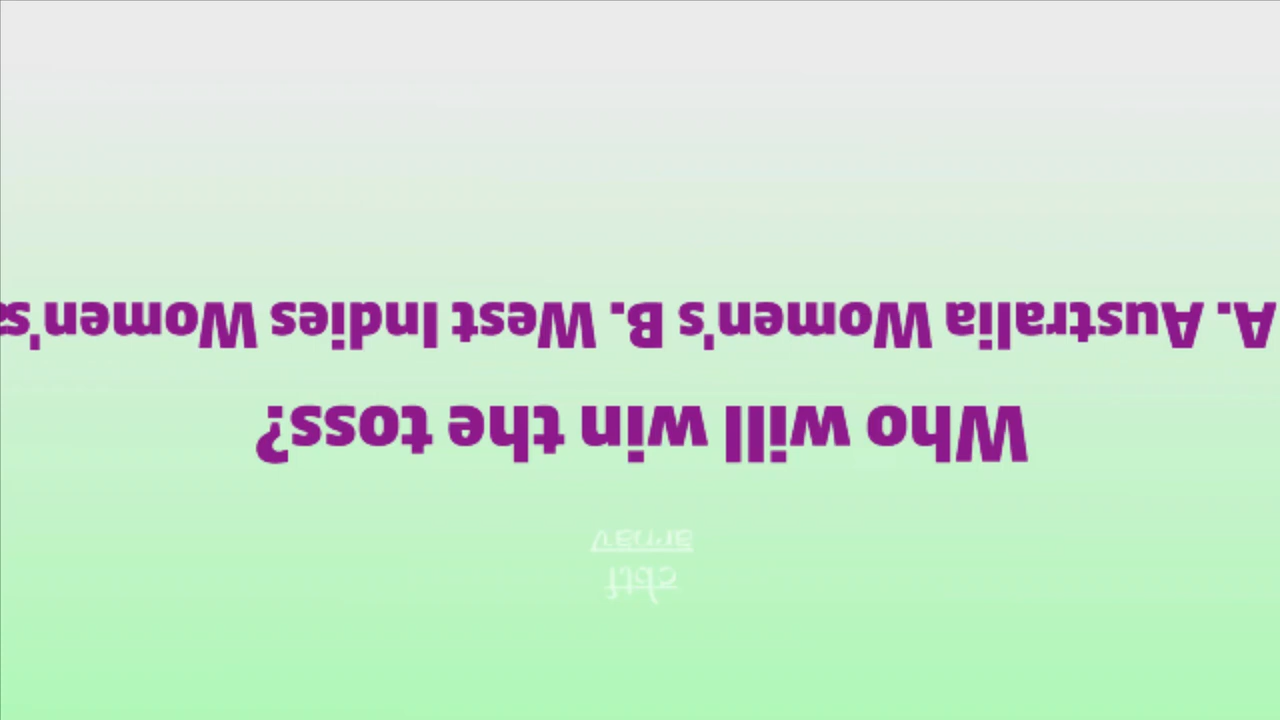 Who will win the toss?
A. Australia Women's B. West Indies Women's